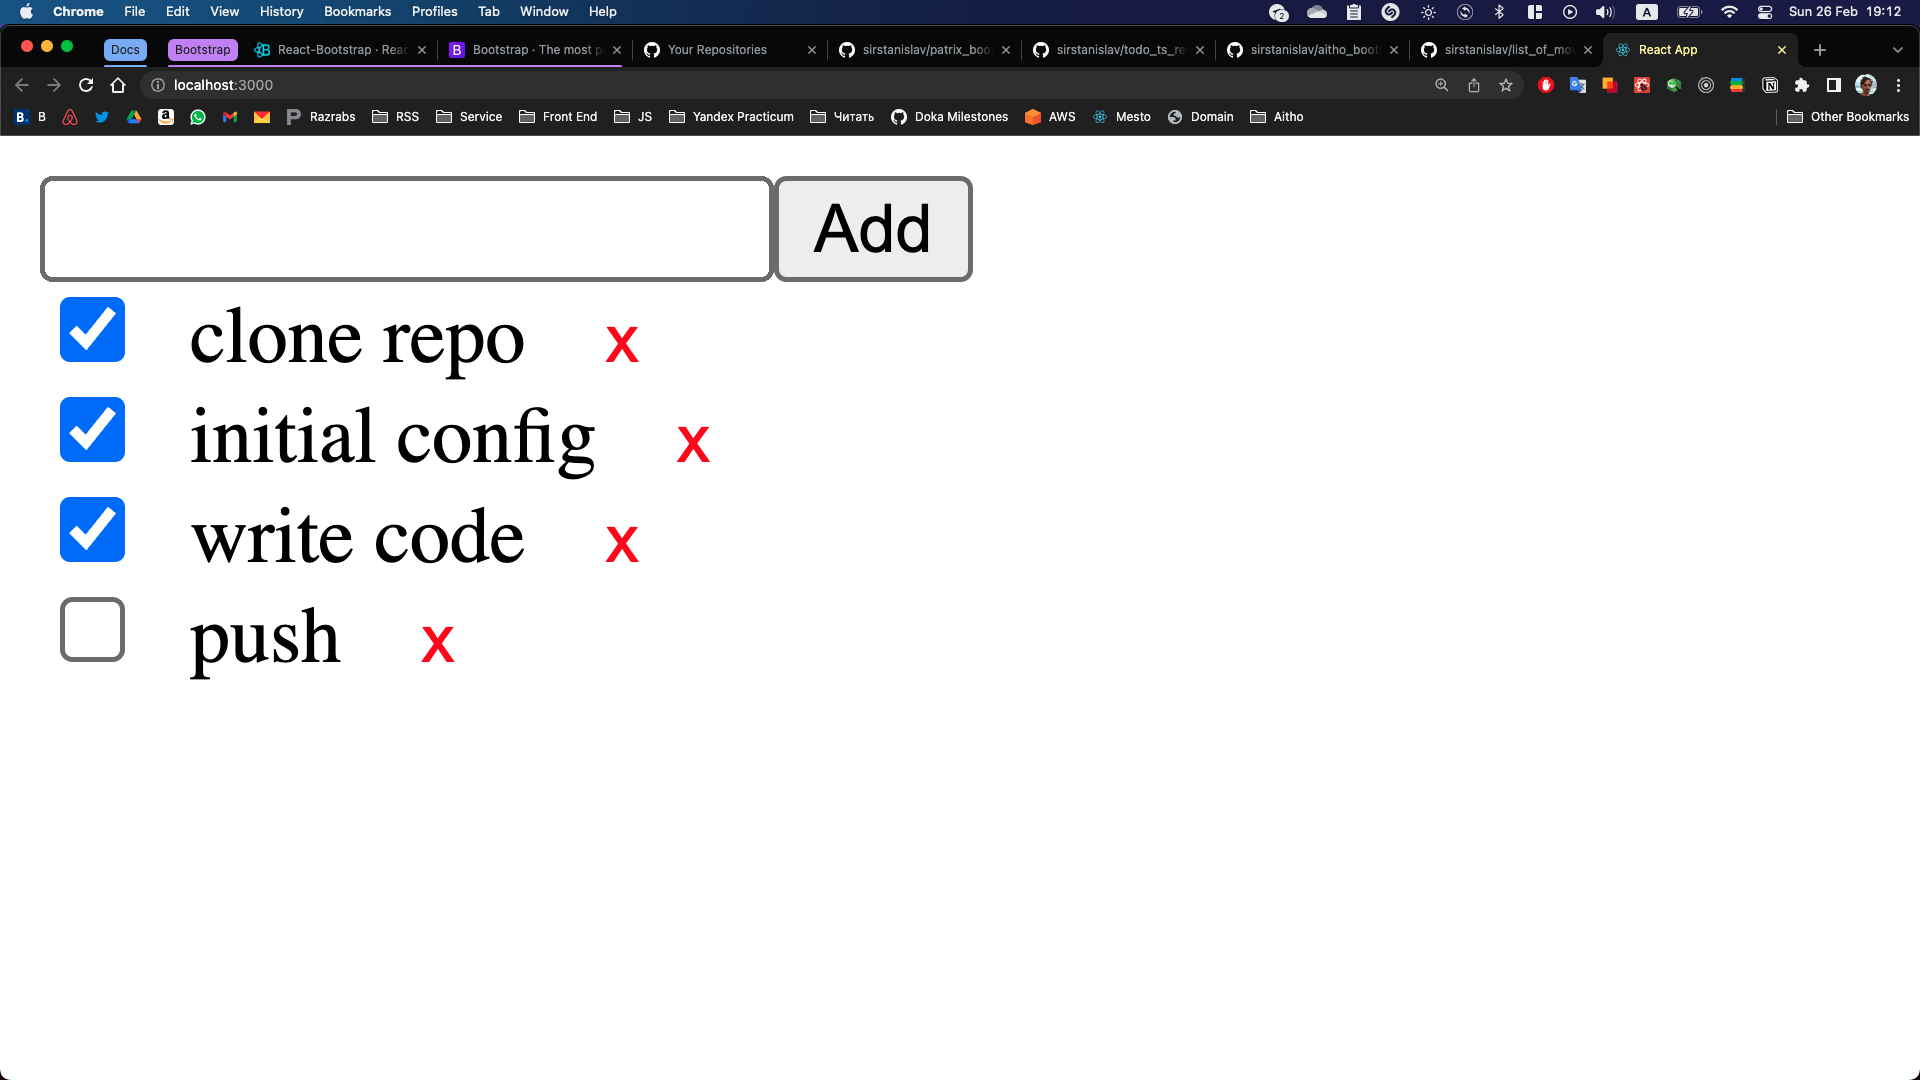 Chrome File Edit View History Bookmarks Profiles Tab Window Help 2 A Sun 26 Feb 19:12
Docs Bootstrap React-Bootstrap · Reac Bootstrap · The most p Your Repositories sirstanislav/patrix_boo sirstanislav/todo_ts_re sirstanislav/aitho_boot sirstanislav/list_of_mo React App
localhost:3000
B. B Razrabs RSS Service Front End JS Yandex Practicum Читать Doka Milestones AWS Mesto Domain Aitho Other Bookmarks
Add
clone repo x
initial config x
write code x
push x